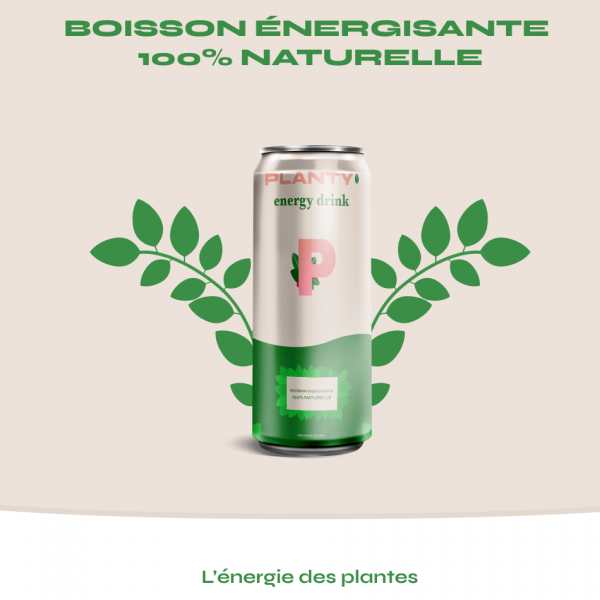 BOISSON ÉNERGISANTE
100% NATURELLE
PLANTY
energy drink
P
BOISSON ÉNERGISANTE
100% NATURELLE
L'énergie des plantes